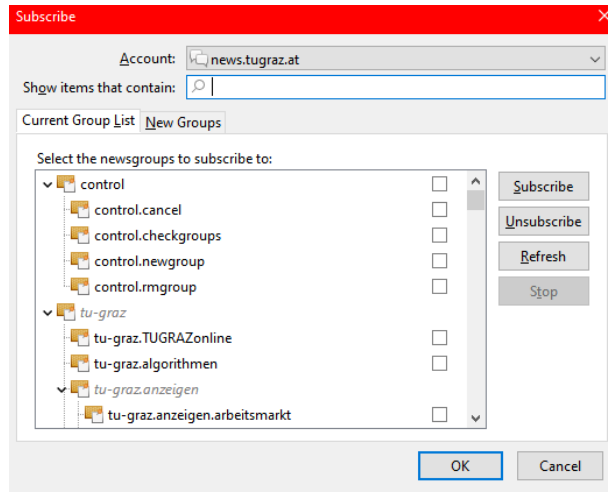 Subscribe
Account: news.tugraz.at
Show items that contain:
Current Group List New Groups
Select the newsgroups to subscribe to:
control
control.cancel
control.checkgroups
control.newgroup
control.rmgroup
tu-graz
tu-graz.TUGRAZonline
tu-graz.algorithmen
tu-graz.anzeigen
tu-graz.anzeigen.arbeitsmarkt
Subscribe
Unsubscribe
Refresh
Stop
OK Cancel